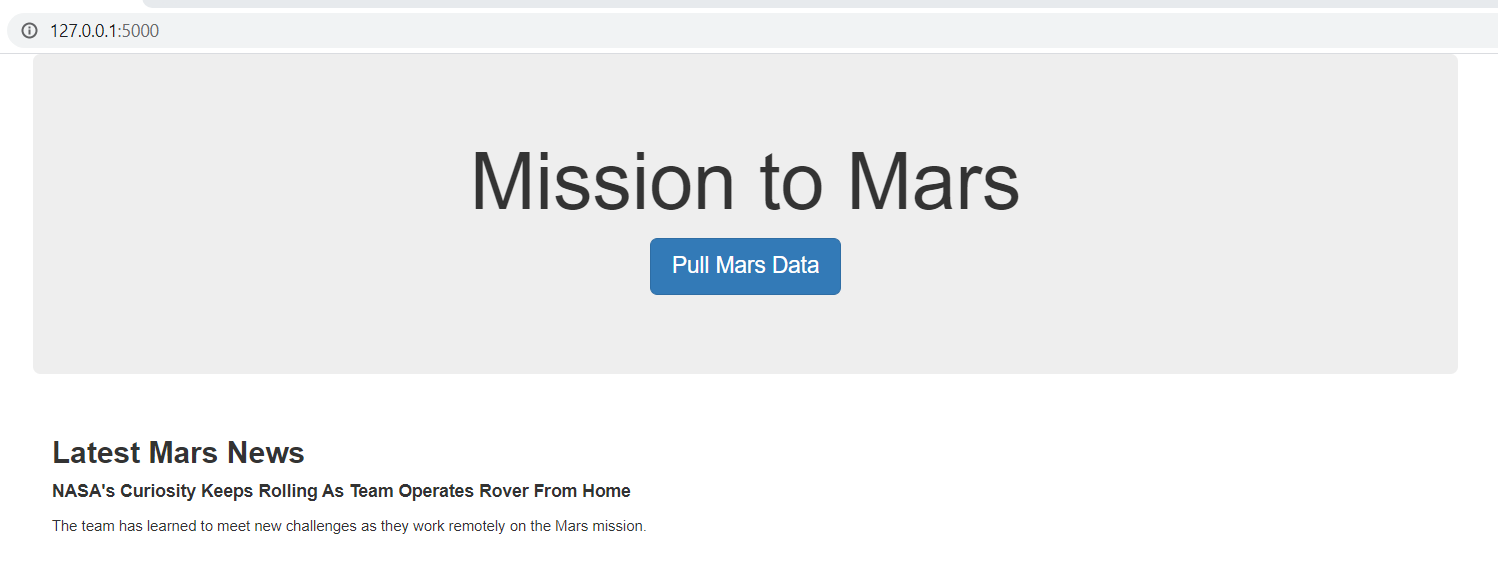 127.0.0.1:5000
Mission to Mars
Pull Mars Data
Latest Mars News
NASA's Curiosity Keeps Rolling As Team Operates Rover From Home
The team has learned to meet new challenges as they work remotely on the Mars mission.